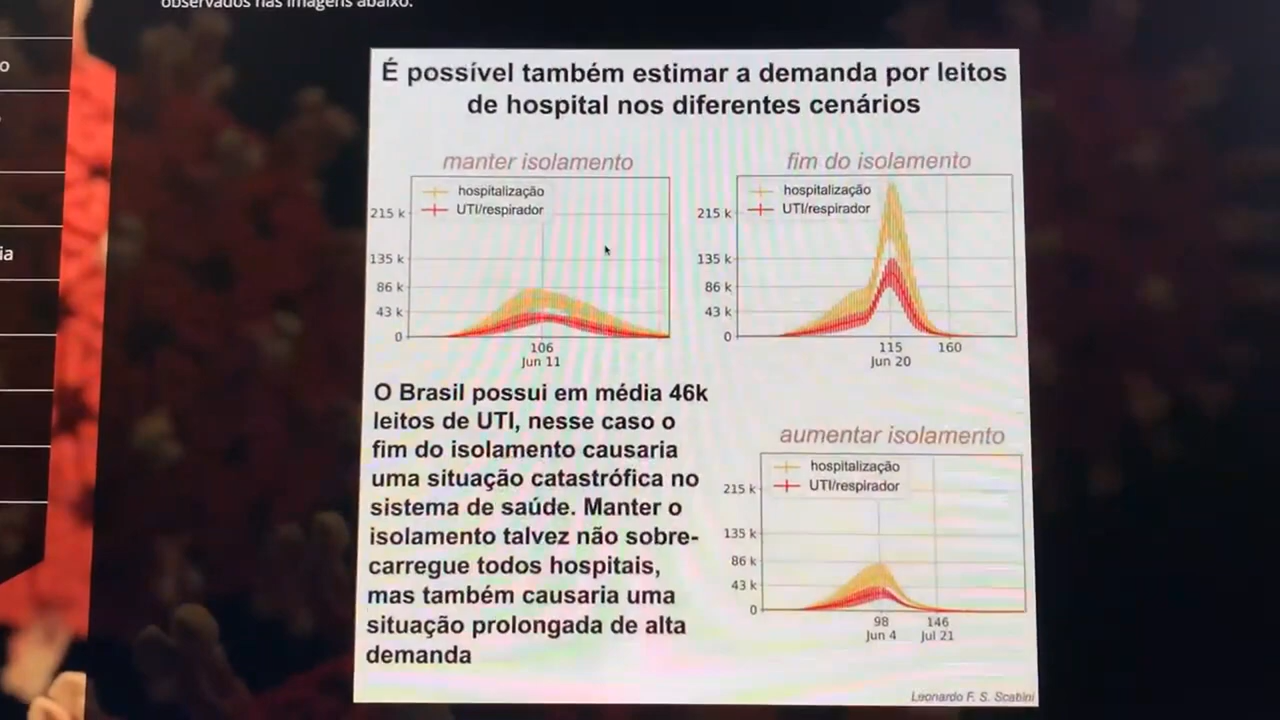 observados nas imagens abaixo.
o
ia
É possível também estimar a demanda por leitos
de hospital nos diferentes cenários
manter isolamento
hospitalização
UTI/respirador
215 k
135 k
86 k
43 k
0
106
Jun 11
fim do isolamento
hospitalização
UTI/respirador
215 k
135 k
86 k
43 k
0
115
160
Jun 20
O Brasil possui em média 46k
leitos de UTI, nesse caso o
fim do isolamento causaria
uma situação catastrófica no
sistema de saúde. Manter o
isolamento talvez não sobre-
carregue todos hospitais,
mas também causaria uma
situação prolongada de alta
demanda
aumentar isolamento
hospitalização
UTI/respirador
215 k
135 k
86 k
43 k
0
98
146
Jun 4
Jul 21
Leonardo F. S. Scabini